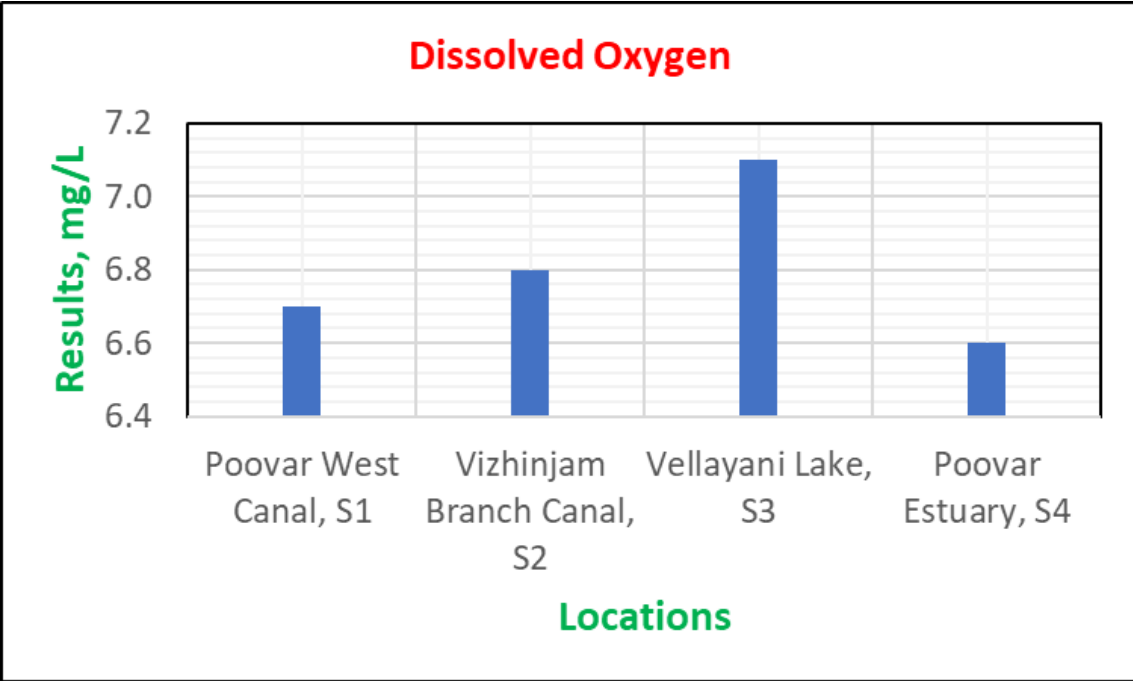 Dissolved Oxygen
Results, mg/L
7.2
7.0
6.8
6.6
6.4
Poovar West
Canal, S1
Vizhinjam
Branch Canal,
S2
Vellayani Lake,
S3
Poovar
Estuary, S4
Locations